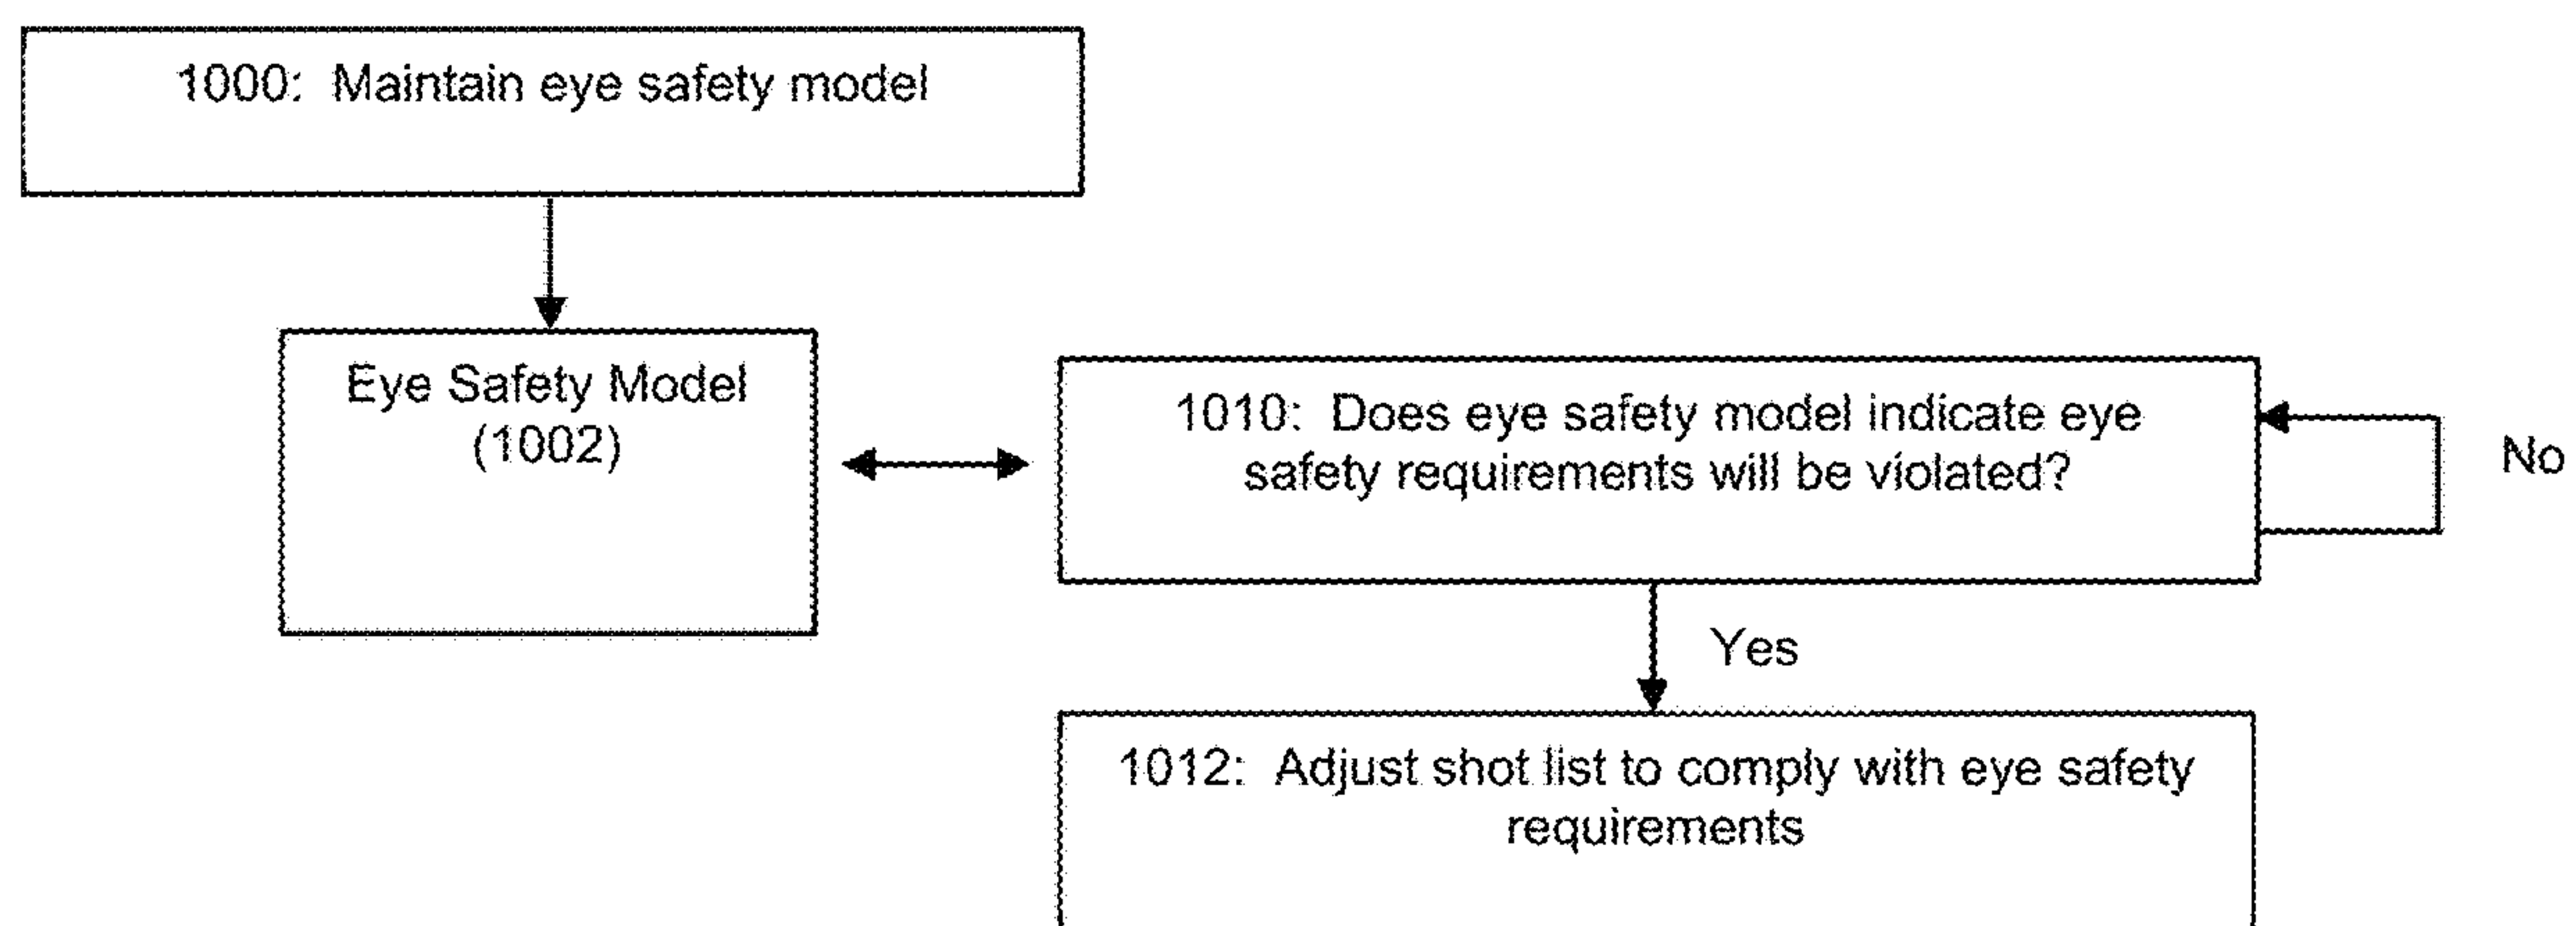 1000: Maintain eye safety model
Eye Safety Model
(1002)
1010: Does eye safety model indicate eye
safety requirements will be violated?
No
Yes
1012: Adjust shot list to comply with eye safety
requirements